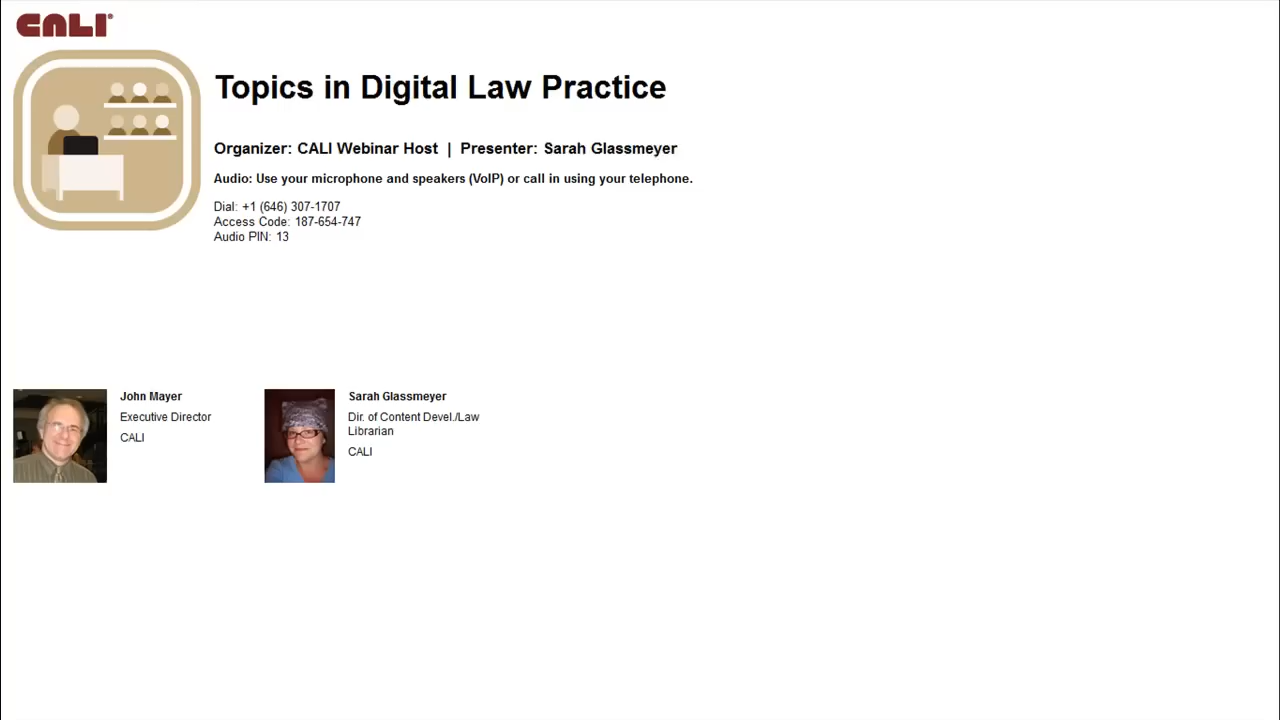 CALI®
Topics in Digital Law Practice
Organizer: CALI Webinar Host | Presenter: Sarah Glassmeyer
Audio: Use your microphone and speakers (VoIP) or call in using your telephone.
Dial: +1 (646) 307-1707
Access Code: 187-654-747
Audio PIN: 13
John Mayer
Executive Director
CALI
Sarah Glassmeyer
Dir. of Content Devel./Law
Librarian
CALI